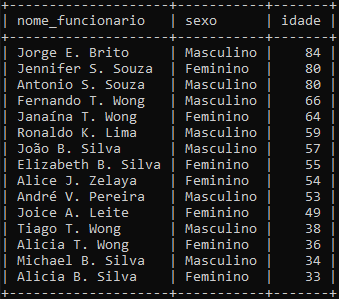 nome_funcionario sexo idade
Jorge E. Brito Masculino 84
Jennifer S. Souza Feminino 80
Antonio S. Souza Masculino 80
Fernando T. Wong Masculino 66
Janaína T. Wong Feminino 64
Ronaldo K. Lima Masculino 59
João B. Silva Masculino 57
Elizabeth B. Silva Feminino 55
Alice J. Zelaya Feminino 54
André V. Pereira Masculino 53
Joice A. Leite Feminino 49
Tiago T. Wong Masculino 38
Alicia T. Wong Feminino 36
Michael B. Silva Masculino 34
Alicia B. Silva Feminino 33